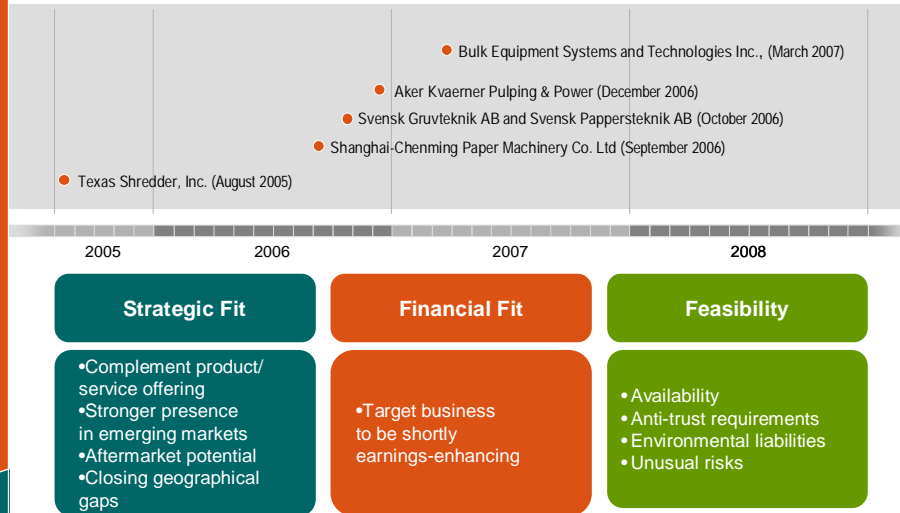 Bulk Equipment Systems and Technologies Inc., (March 2007)
Aker Kvaerner Pulping & Power (December 2006)
Svensk Gruvteknik AB and Svensk Pappersteknik AB (October 2006)
Shanghai-Chenming Paper Machinery Co. Ltd (September 2006)
Texas Shredder, Inc. (August 2005)
2005 2006 2007 2008
Strategic Fit
•Complement product/
service offering
•Stronger presence
in emerging markets
•Aftermarket potential
•Closing geographical
gaps
Financial Fit
•Target business
to be shortly
earnings-enhancing
Feasibility
•Availability
•Anti-trust requirements
•Environmental liabilities
•Unusual risks